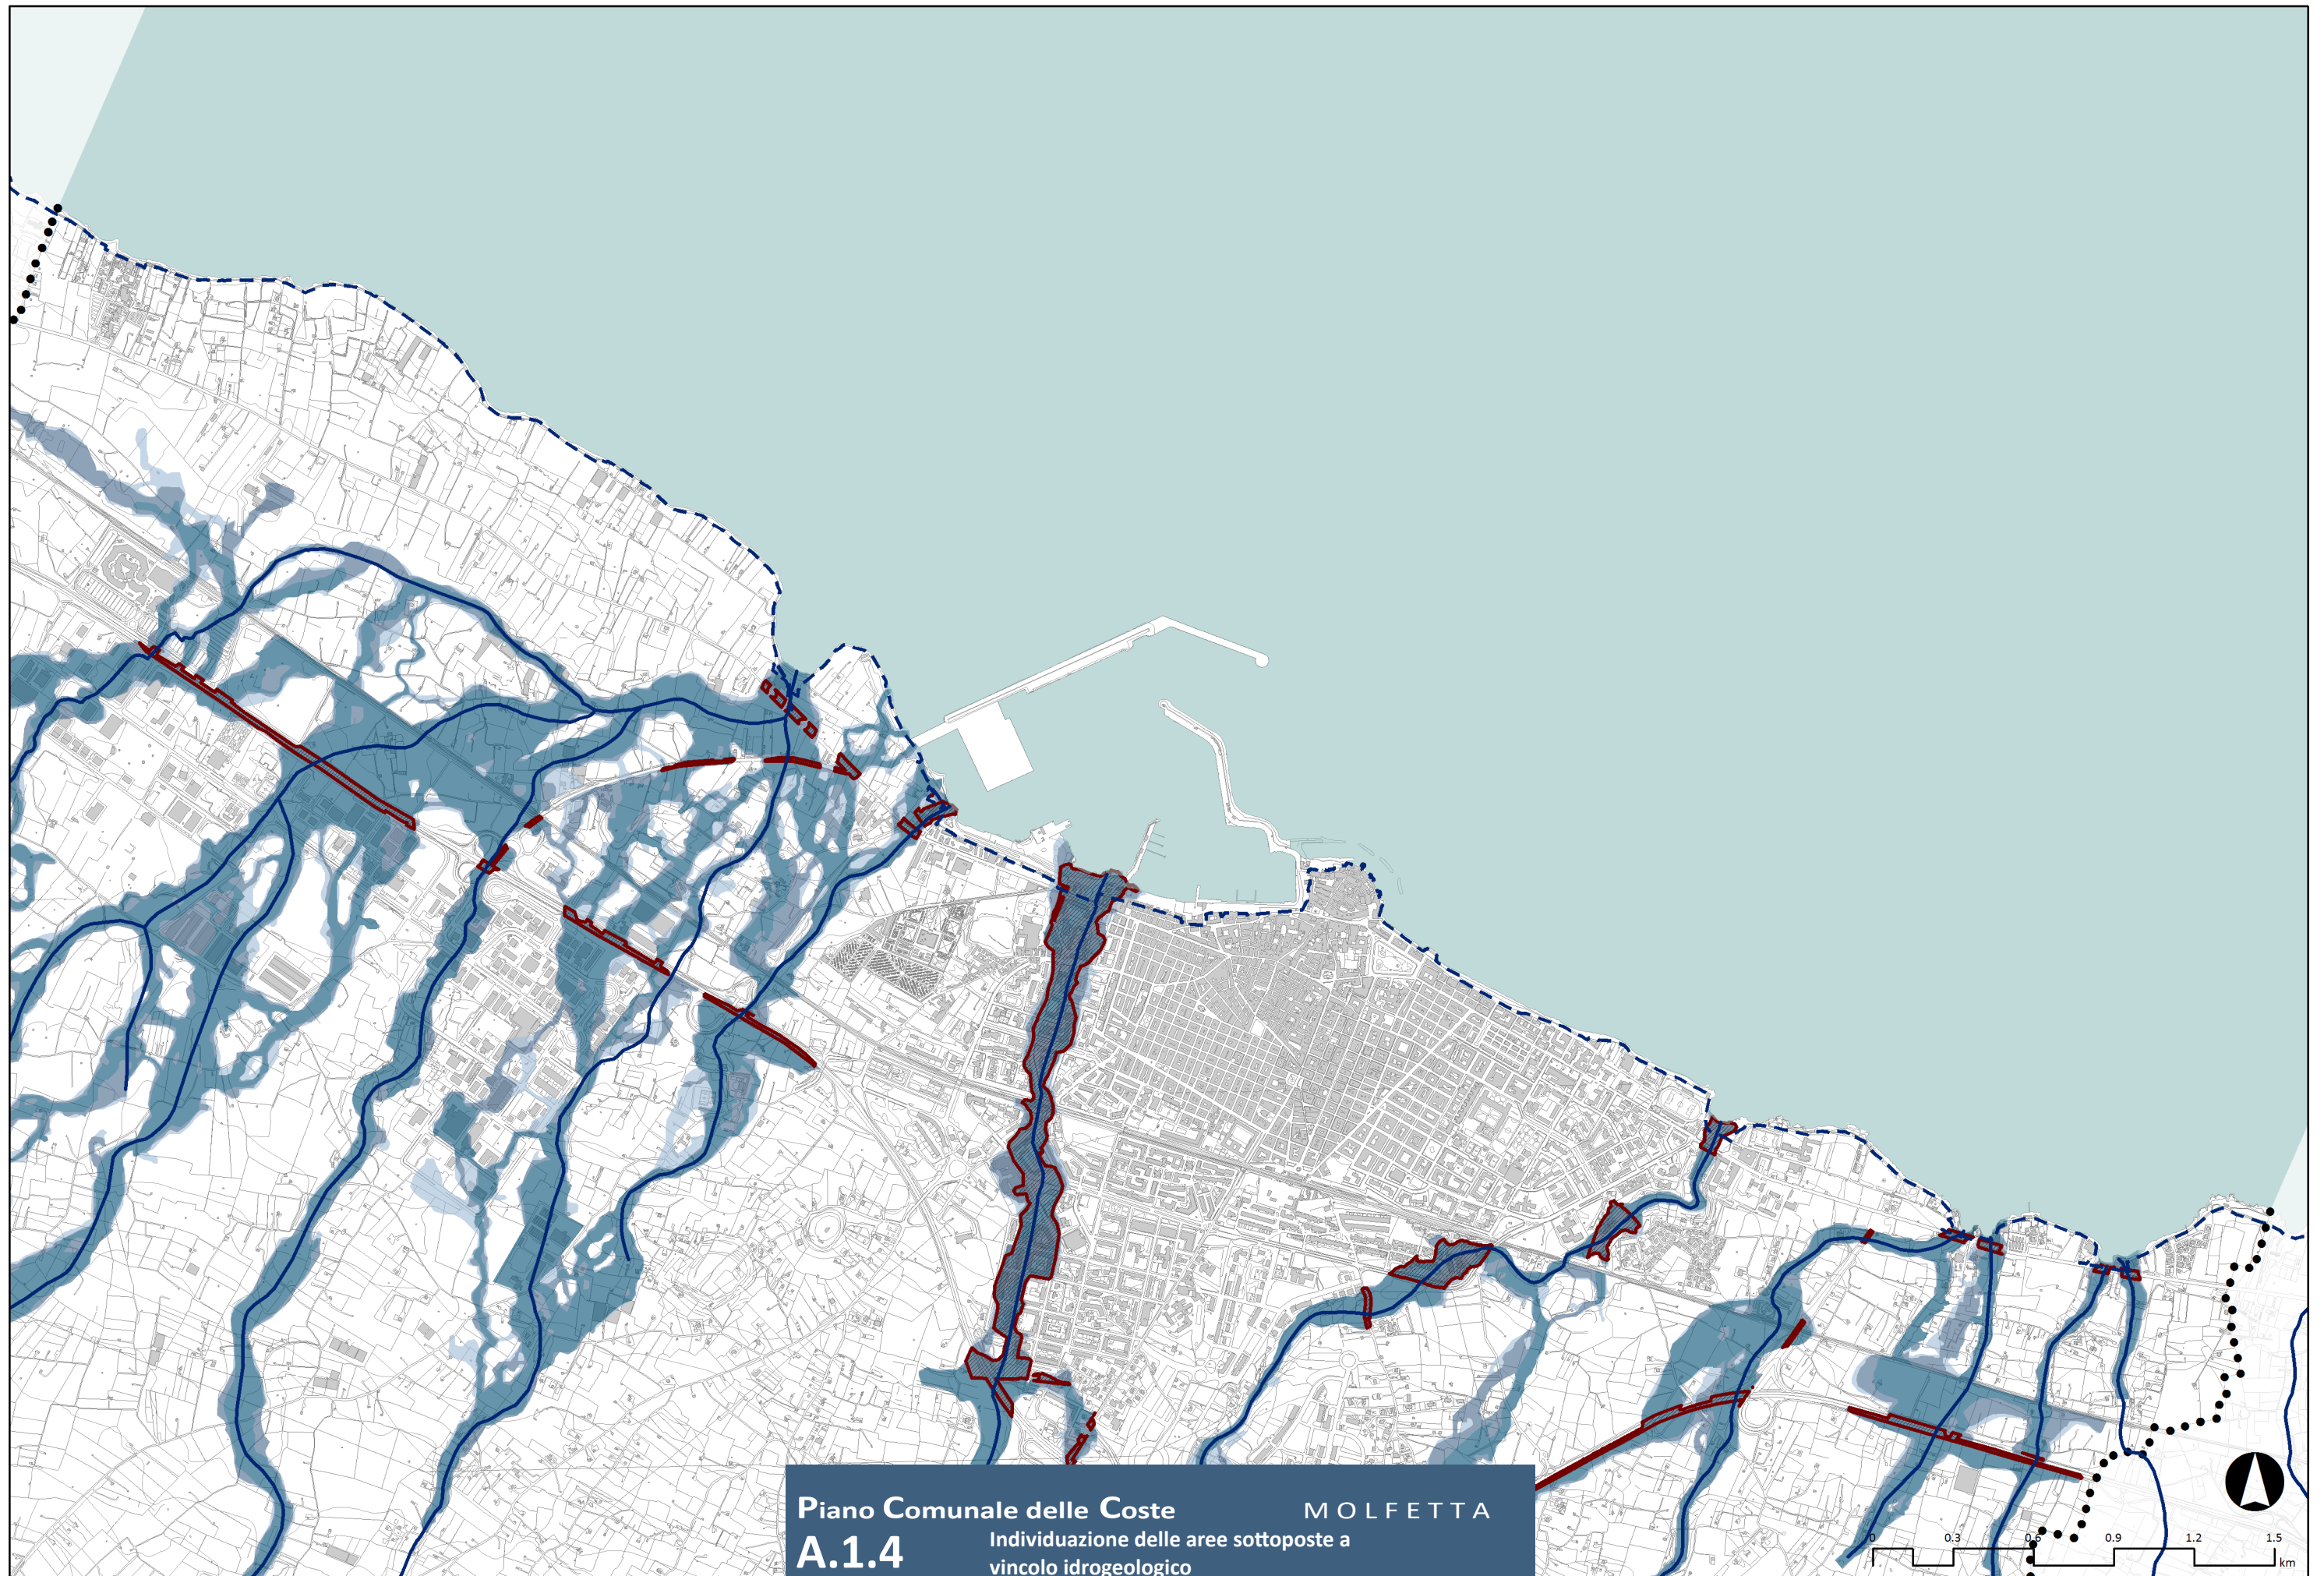 Piano Comunale delle Coste
MOLFETTA
A.1.4
Individuazione delle aree sottoposte a
vincolo idrogeologico
0 0.3 0.6 0.9 1.2 1.5
km